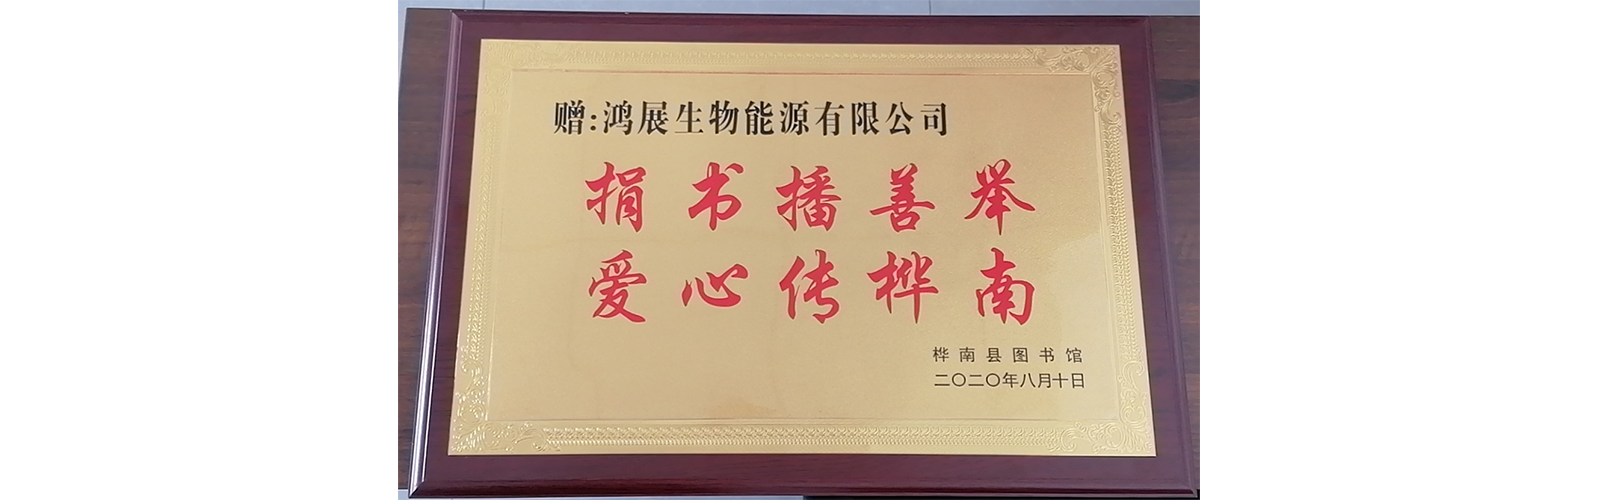 赠:鸿展生物能源有限公司
捐书播善举
爱心传桦南
桦南县图书馆
二〇二〇年八月十日